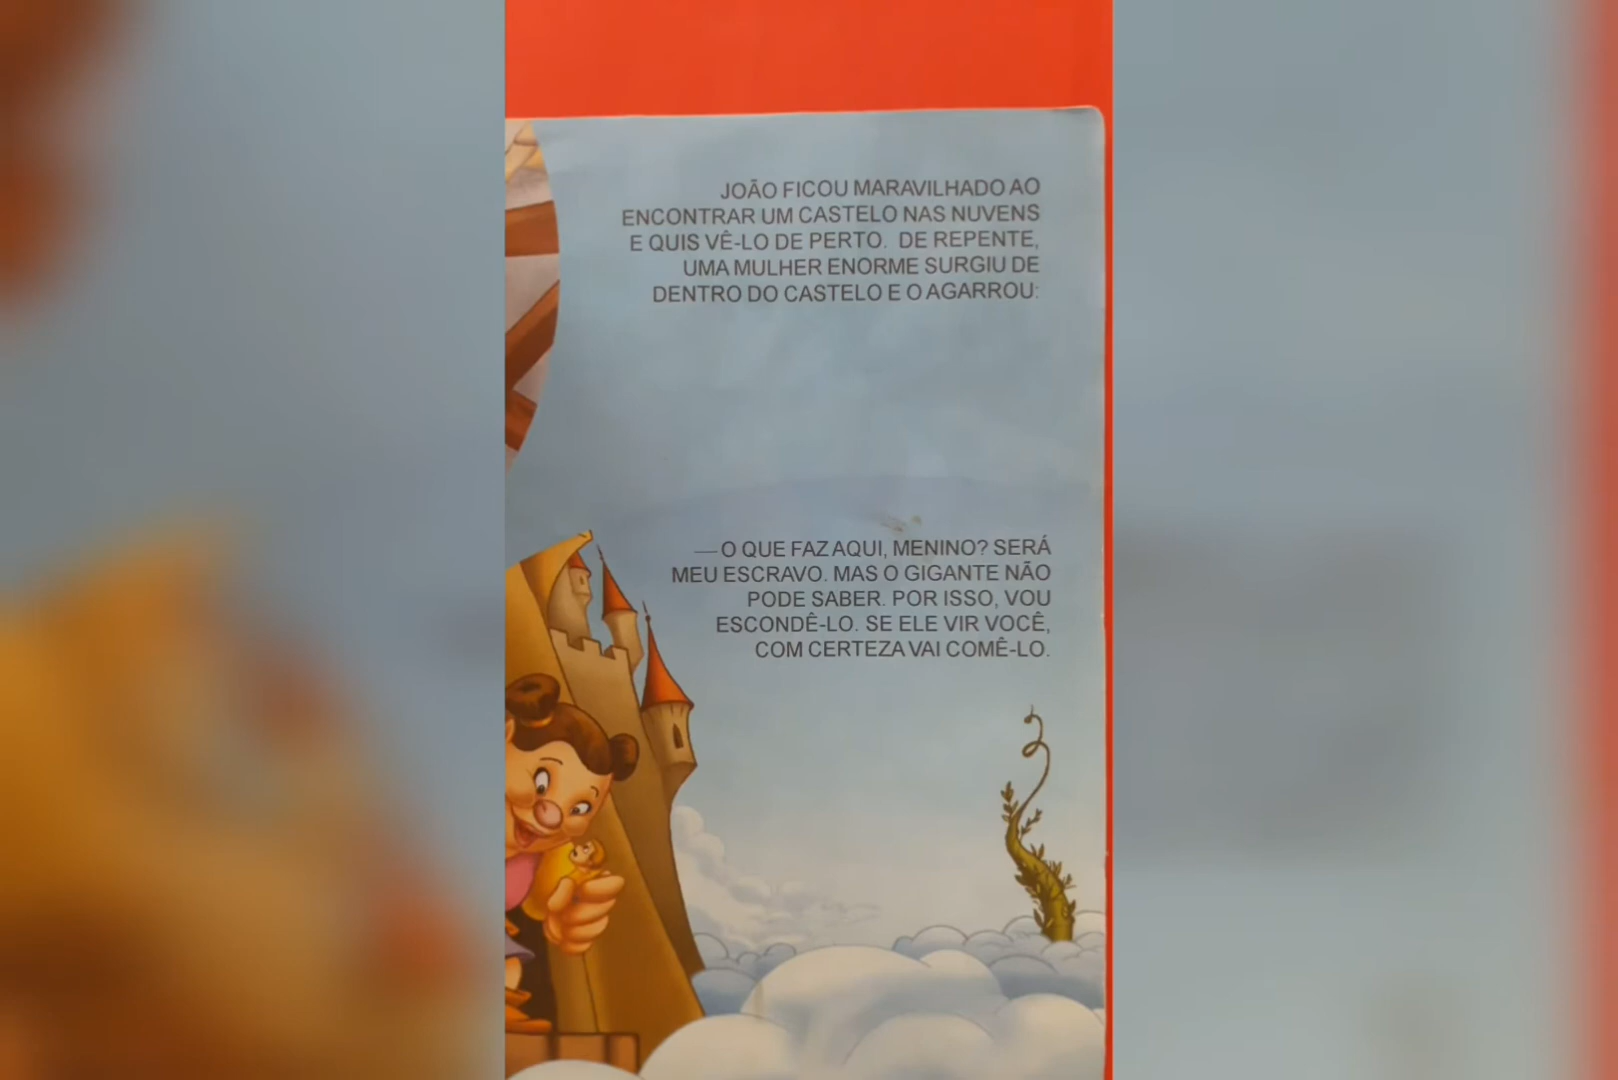 JOÃO FICOU MARAVILHADO AO
ENCONTRAR UM CASTELO NAS NUVENS
E QUIS VÊ-LO DE PERTO. DE REPENTE,
UMA MULHER ENORME SURGIU DE
DENTRO DO CASTELO E O AGARROU:
—O QUE FAZ AQUI, MENINO? SERÁ
MEU ESCRAVO. MAS O GIGANTE NÃO
PODE SABER. POR ISSO, VOU
ESCONDÊ-LO. SE ELE VIR VOCÊ,
COM CERTEZA VAI COMÊ-LO.